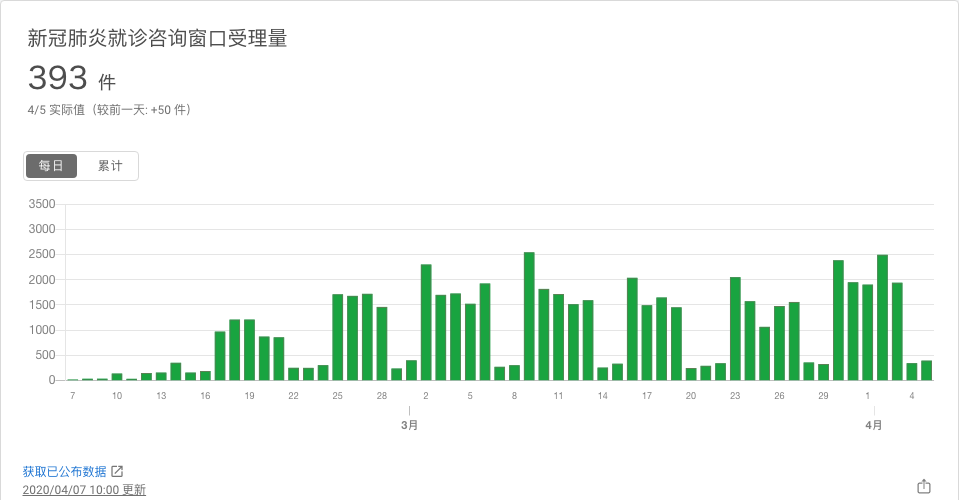 新冠肺炎就诊咨询窗口受理量
393 件
4/5 实际值（较前一天: +50 件）
每日 累计
3500
3000
2500
2000
1500
1000
500
0
7 10 13 16 19 22 25 28 2 5 8 11 14 17 20 23 26 29 1 4
3月 4月
获取已公布数据
2020/04/07 10:00 更新